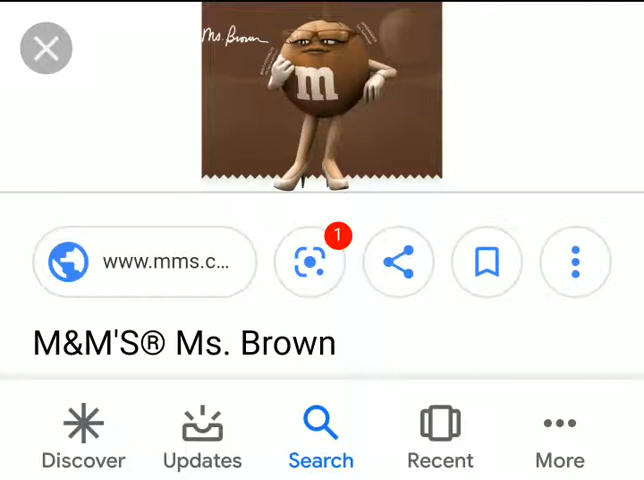 Ms. Brown
m
1
www.mms.c...
M&M'S® Ms. Brown
Discover
Updates
Search
Recent
More